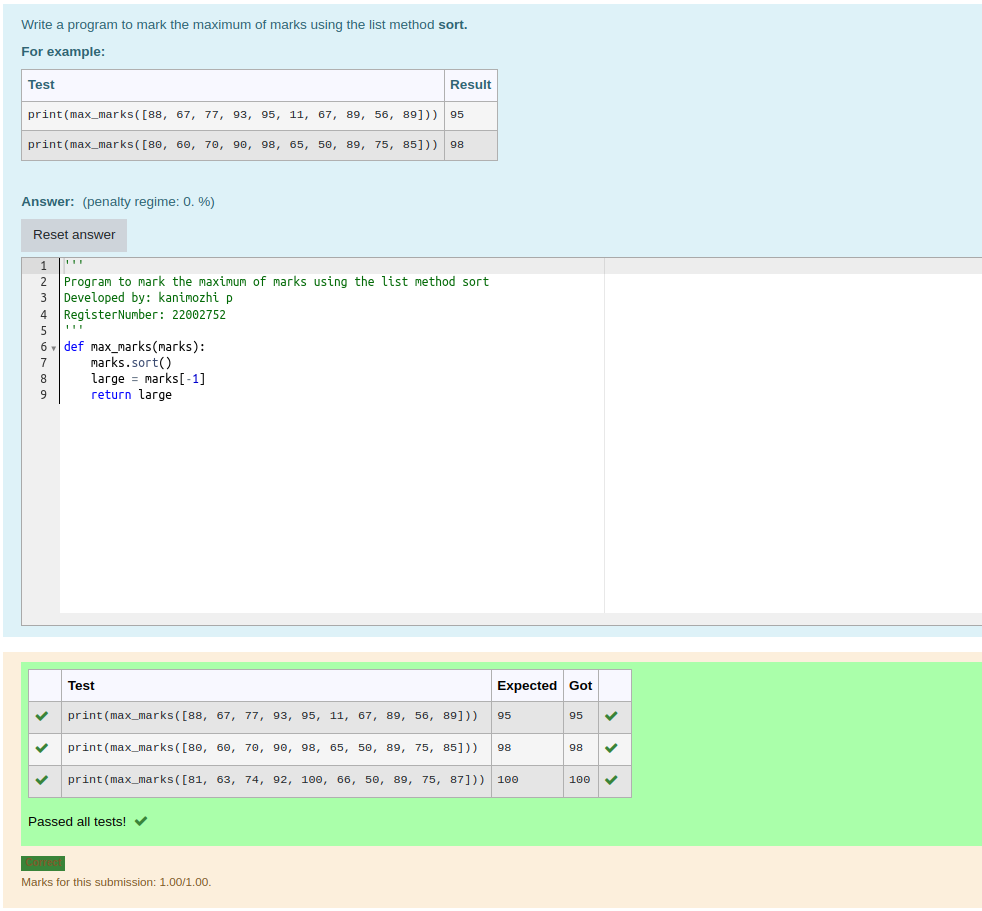 Write a program to mark the maximum of marks using the list method sort.
For example:
Test Result
print(max_marks([88, 67, 77, 93, 95, 11, 67, 89, 56, 89])) 95
print(max_marks([80, 60, 70, 90, 98, 65, 50, 89, 75, 85])) 98
Answer: (penalty regime: 0. %)
Reset answer
1 '''
2 Program to mark the maximum of marks using the list method sort
3 Developed by: kanimozhi p
4 RegisterNumber: 22002752
5 '''
6 def max_marks(marks):
7 marks.sort()
8 large = marks[-1]
9 return large
Test Expected Got
print(max_marks([88, 67, 77, 93, 95, 11, 67, 89, 56, 89])) 95 95
print(max_marks([80, 60, 70, 90, 98, 65, 50, 89, 75, 85])) 98 98
print(max_marks([81, 63, 74, 92, 100, 66, 50, 89, 75, 87])) 100 100
Passed all tests!
Correct
Marks for this submission: 1.00/1.00.